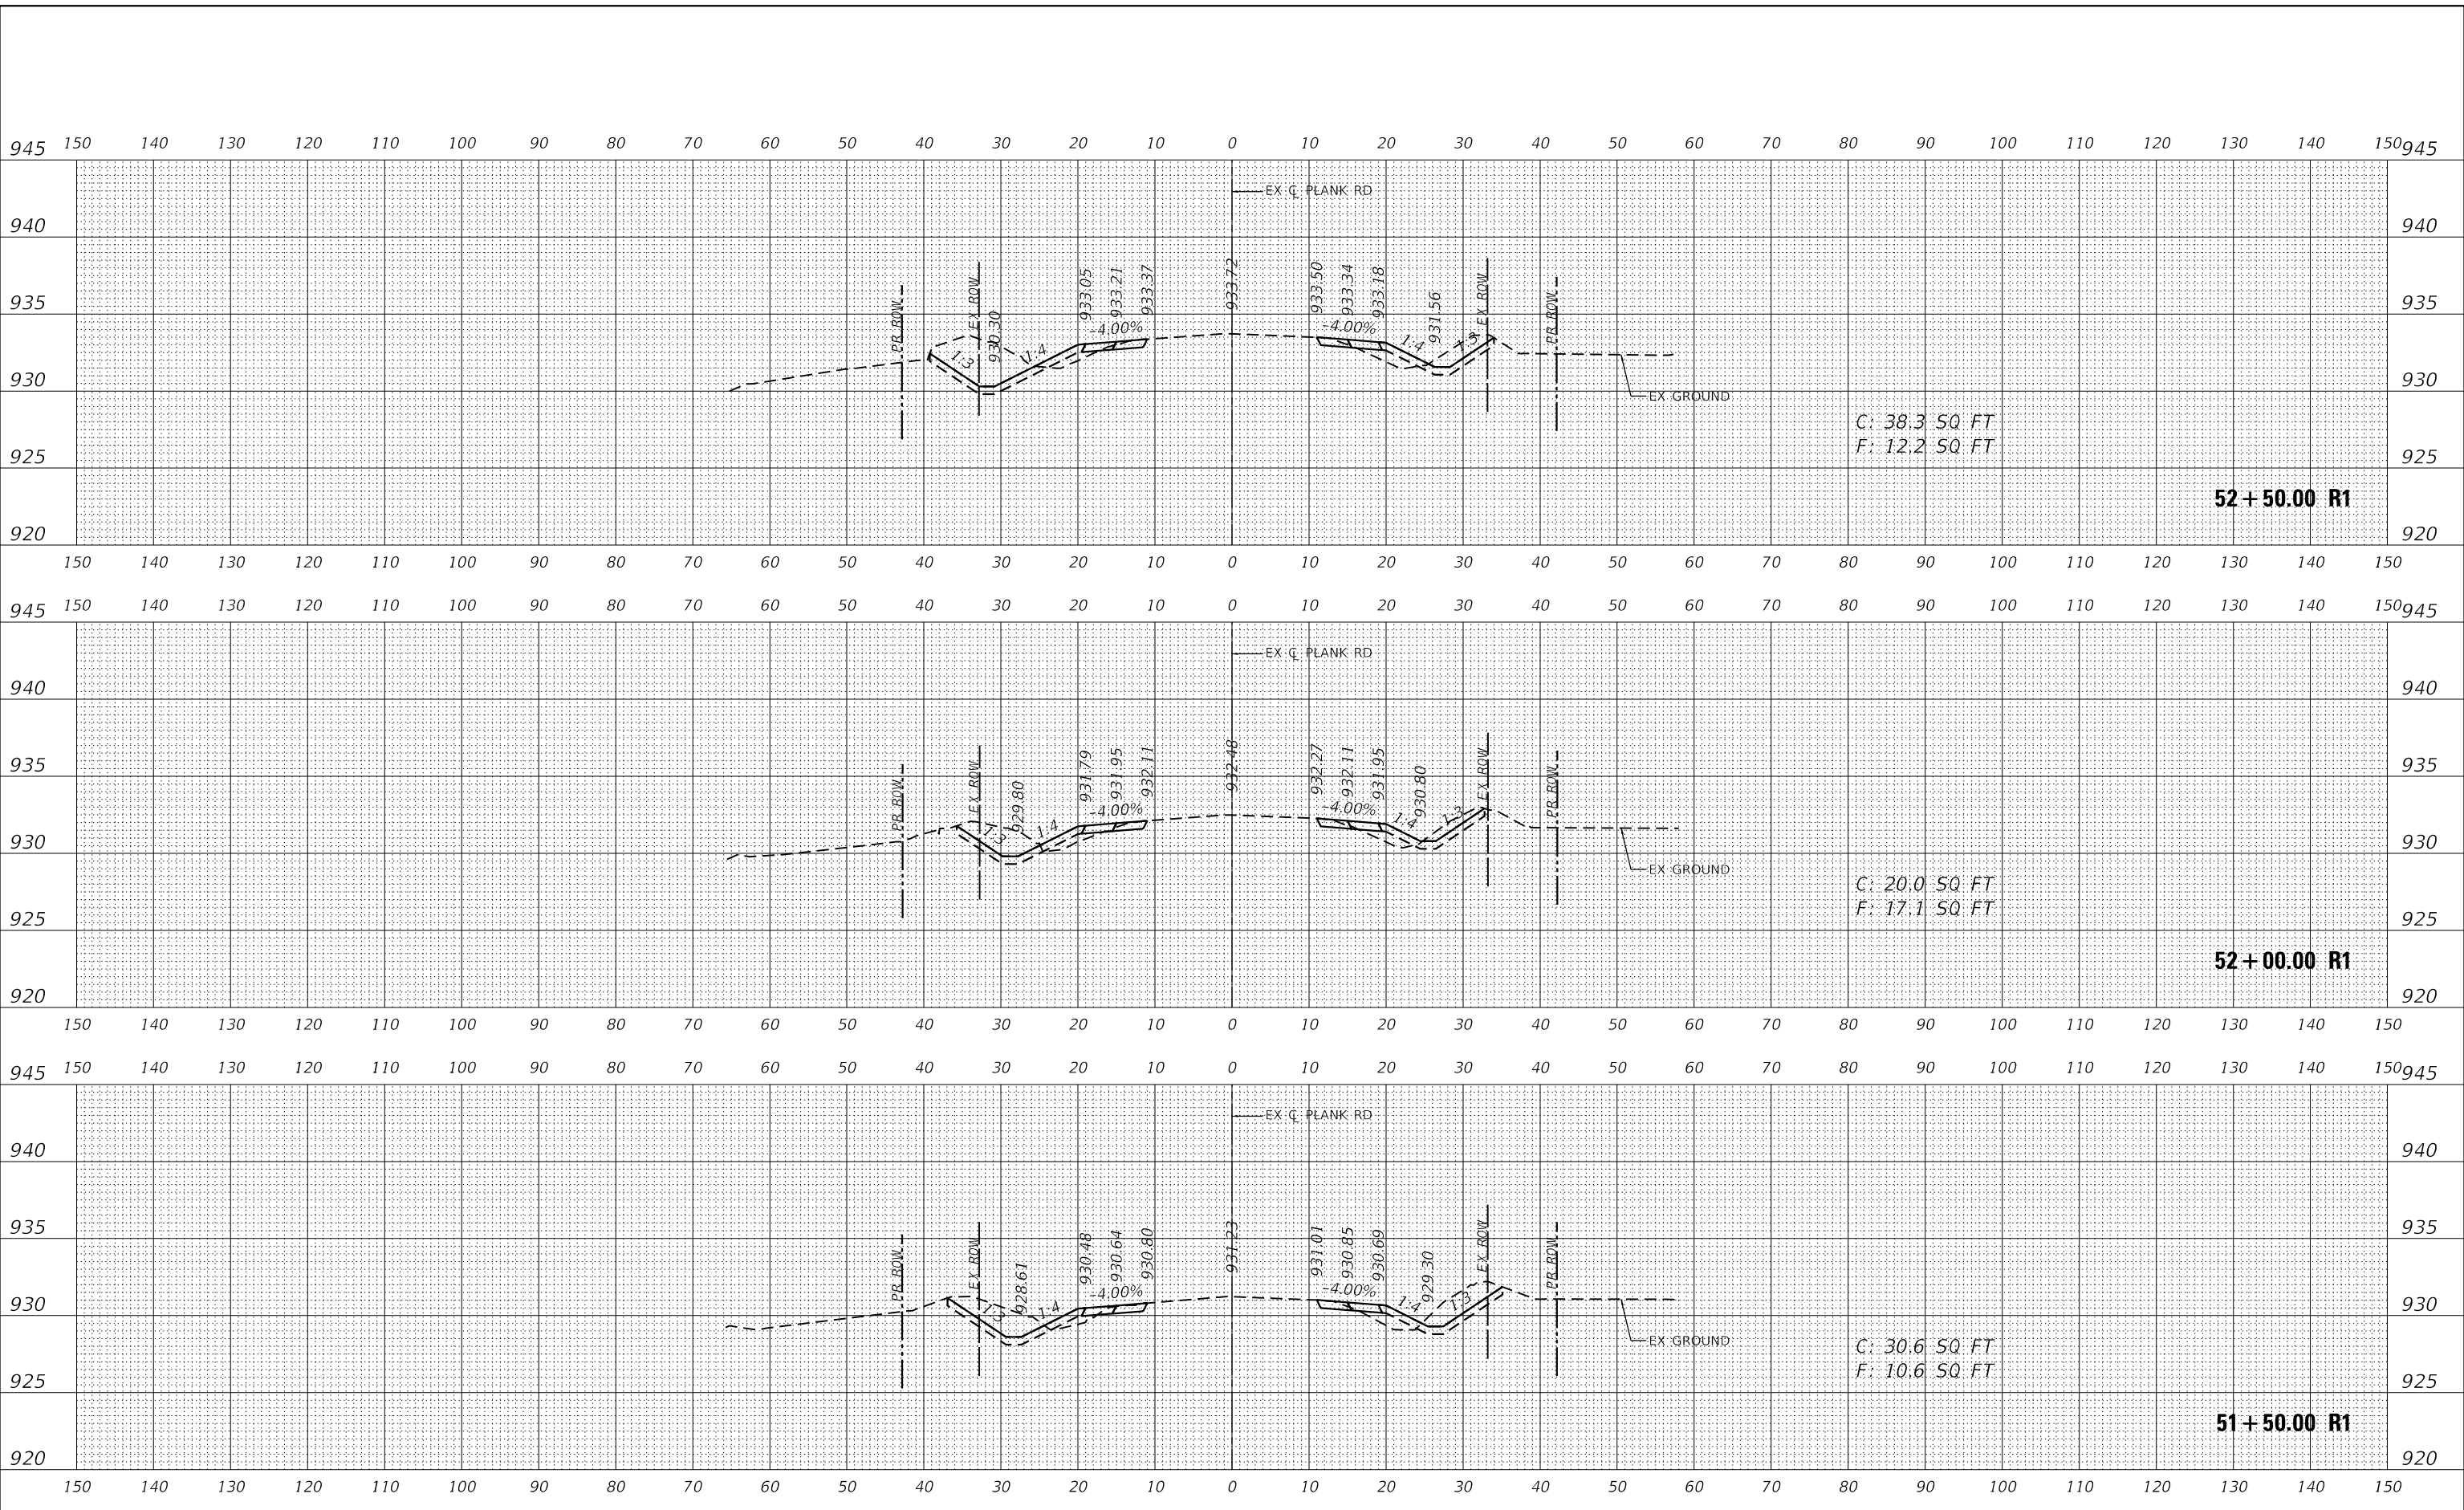 150 140 130 120 110 100 90 80 70 60 50 40 30 20 10 0 10 20 30 40 50 60 70 80 90 100 110 120 130 140 150
945 945
EX ℄ PLANK RD
940 940
935 935
PR ROW EX ROW 930.30 933.05 933.21 933.37 933.72 933.50 933.34 933.18 931.56 EX ROW PR ROW
1:3 1:4 -4.00% -4.00% 1:4 1:3
930 930
EX GROUND
C: 38.3 SQ FT
F: 12.2 SQ FT
925 925
52+50.00 R1
920 920
150 140 130 120 110 100 90 80 70 60 50 40 30 20 10 0 10 20 30 40 50 60 70 80 90 100 110 120 130 140 150
150 140 130 120 110 100 90 80 70 60 50 40 30 20 10 0 10 20 30 40 50 60 70 80 90 100 110 120 130 140 150
945 945
EX ℄ PLANK RD
940 940
935 935
PR ROW EX ROW 929.80 931.79 931.95 932.11 932.48 932.27 932.11 931.95 930.80 EX ROW PR ROW
1:3 1:4 -4.00% -4.00% 1:4 1:3
930 930
EX GROUND
C: 20.0 SQ FT
F: 17.1 SQ FT
925 925
52+00.00 R1
920 920
150 140 130 120 110 100 90 80 70 60 50 40 30 20 10 0 10 20 30 40 50 60 70 80 90 100 110 120 130 140 150
150 140 130 120 110 100 90 80 70 60 50 40 30 20 10 0 10 20 30 40 50 60 70 80 90 100 110 120 130 140 150
945 945
EX ℄ PLANK RD
940 940
935 935
PR ROW EX ROW 928.61 930.48 930.64 930.80 931.23 931.01 930.85 930.69 929.30 EX ROW PR ROW
1:3 1:4 -4.00% -4.00% 1:4 1:3
930 930
EX GROUND
C: 30.6 SQ FT
F: 10.6 SQ FT
925 925
51+50.00 R1
920 920
150 140 130 120 110 100 90 80 70 60 50 40 30 20 10 0 10 20 30 40 50 60 70 80 90 100 110 120 130 140 150